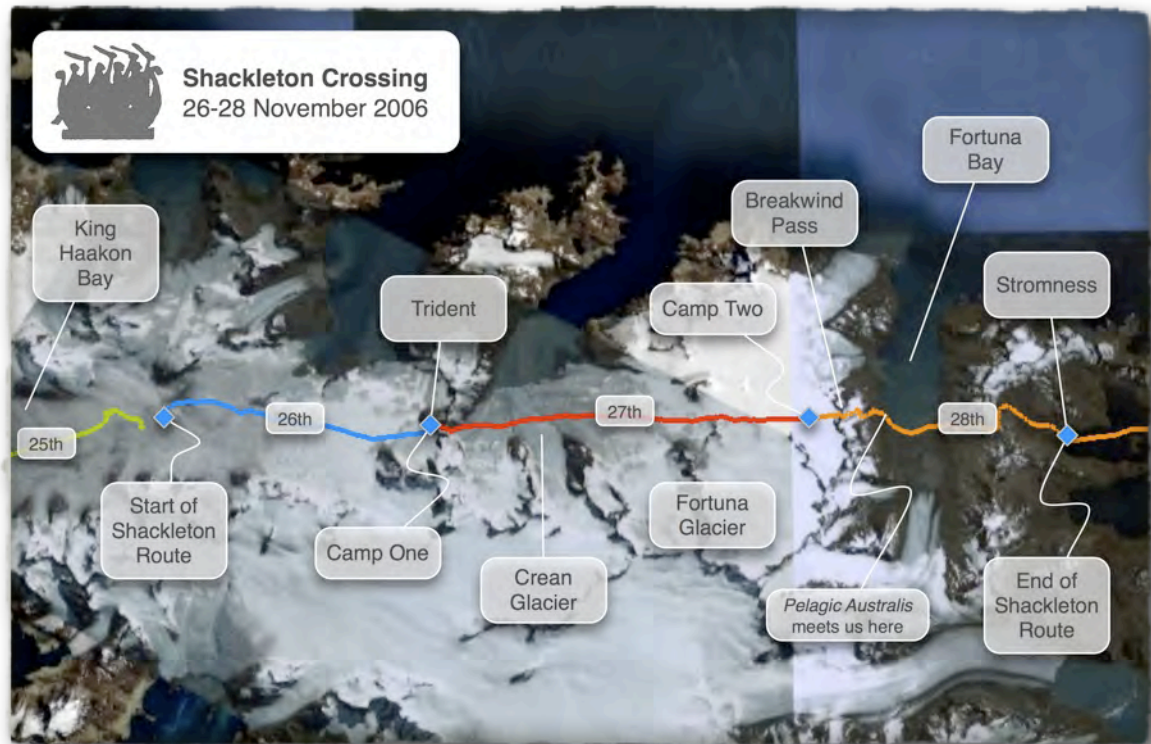 Shackleton Crossing
26-28 November 2006
Fortuna
Bay
Breakwind
Pass
King
Haakon
Bay
Stromness
Trident
Camp Two
25th
26th
27th
28th
Start of
Shackleton
Route
Camp One
Crean
Glacier
Fortuna
Glacier
Pelagic Australis
meets us here
End of
Shackleton
Route